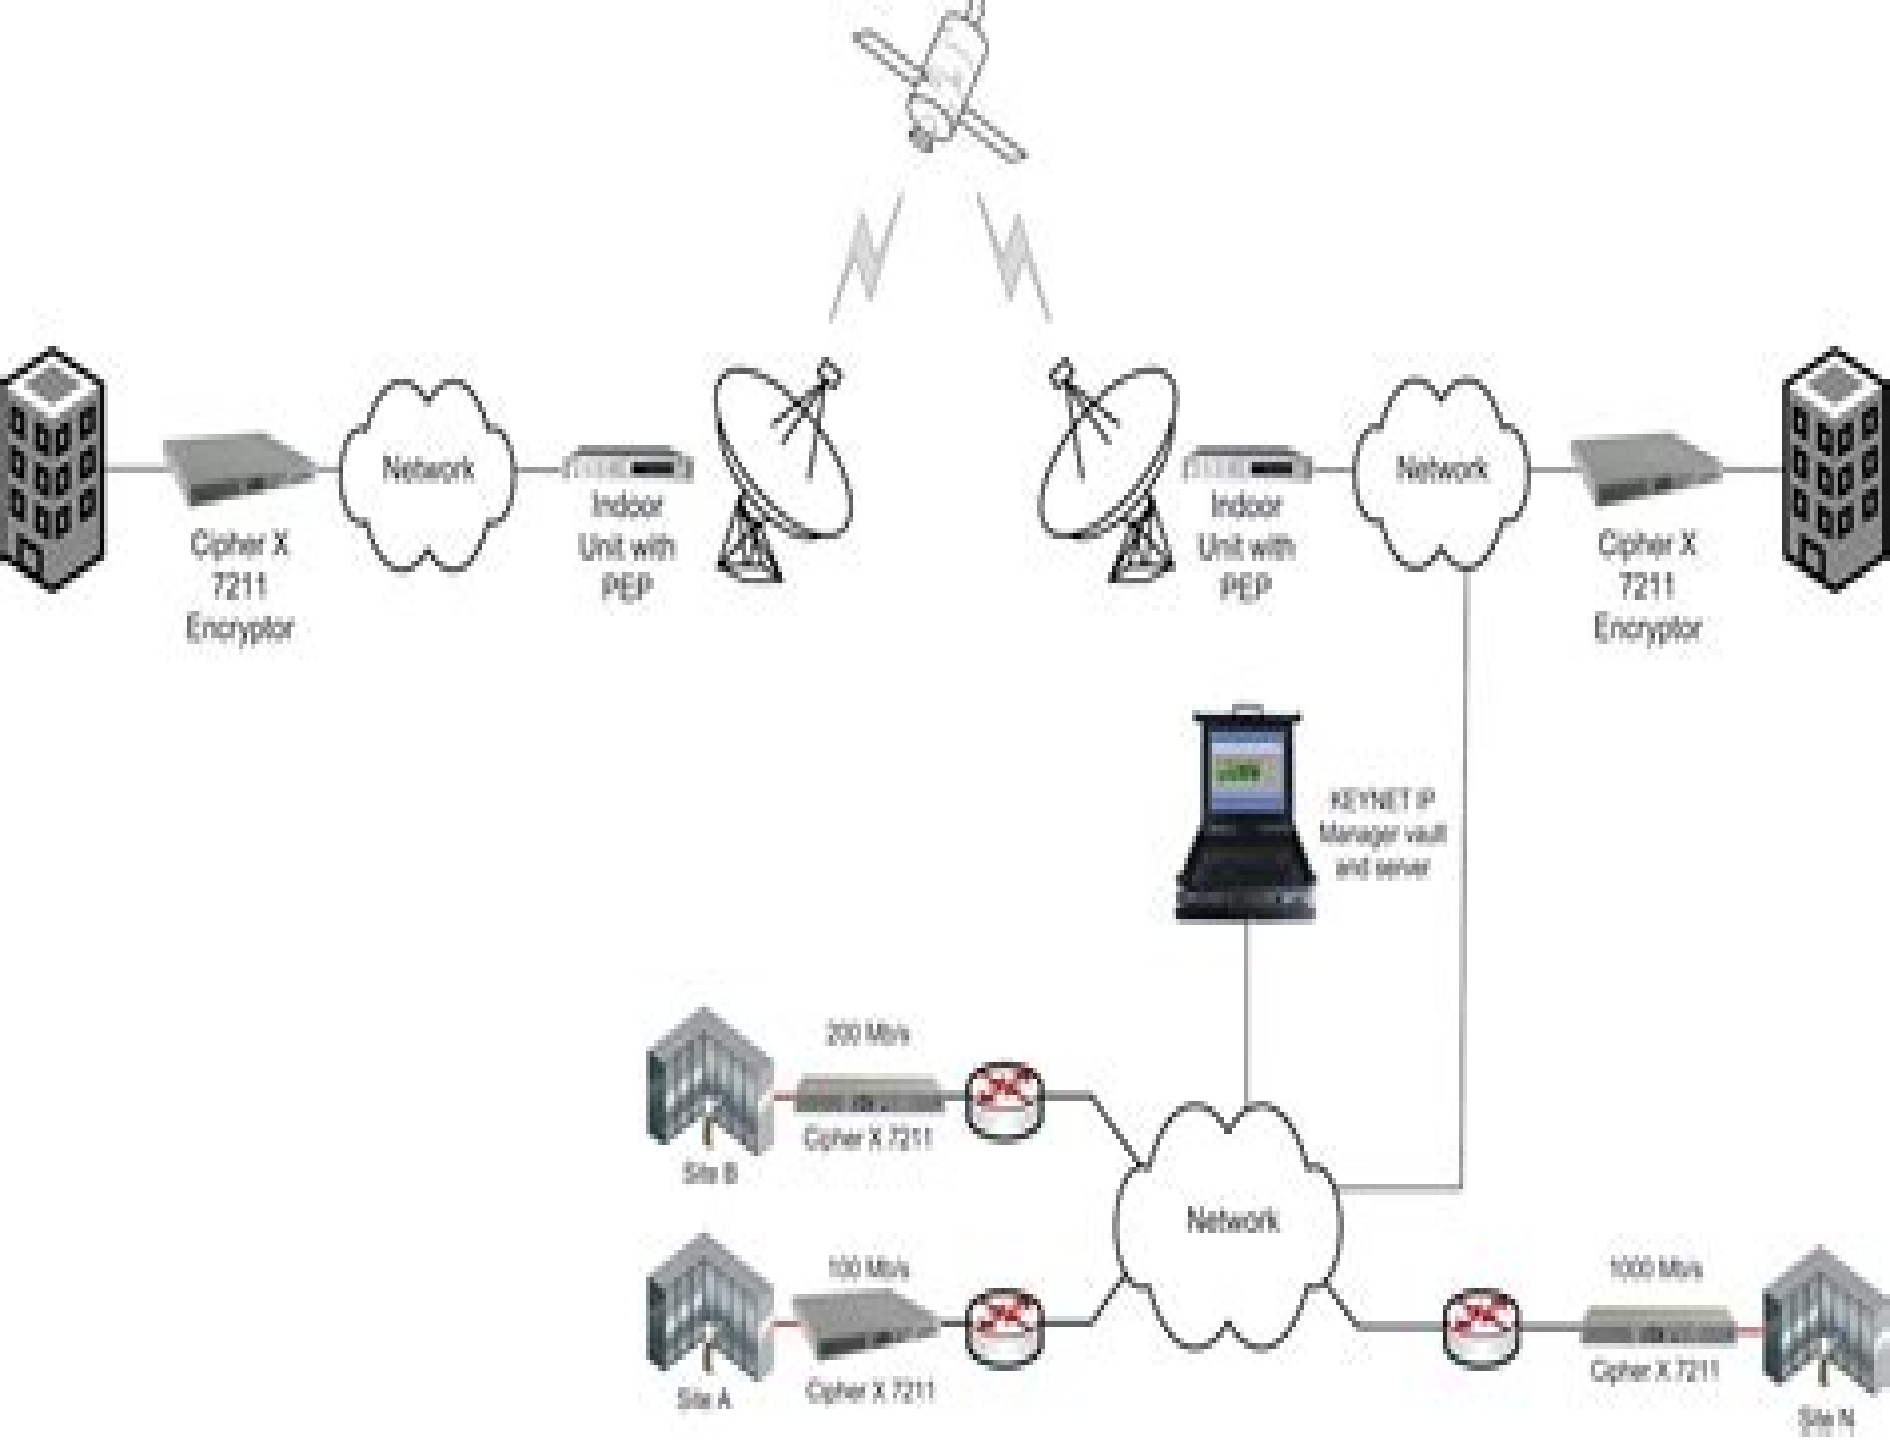 Network
Network
Indoor
Unit with
PEP
Indoor
Unit with
PEP
Cipher X
7211
Encryptor
Cipher X
7211
Encryptor
KEYNET IP
Manager vault
and server
200 Mb/s
Cipher X 7211
Site B
Network
100 Mb/s
Cipher X 7211
Site A
1000 Mb/s
Cipher X 7211
Site N